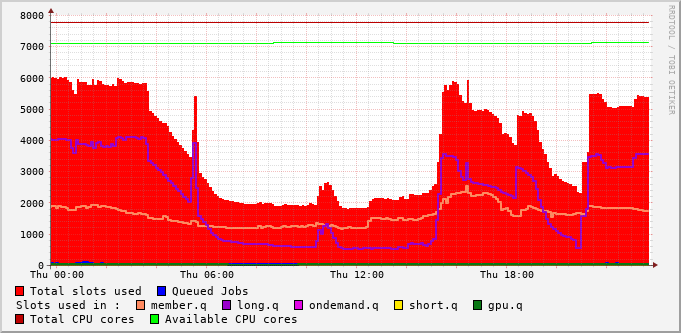 8000
7000
6000
5000
4000
3000
2000
1000
0
Thu 00:00 Thu 06:00 Thu 12:00 Thu 18:00
RRDTOOL / TOBI OETIKER
Total slots used Queued Jobs
Slots used in : member.q long.q ondemand.q short.q gpu.q
Total CPU cores Available CPU cores